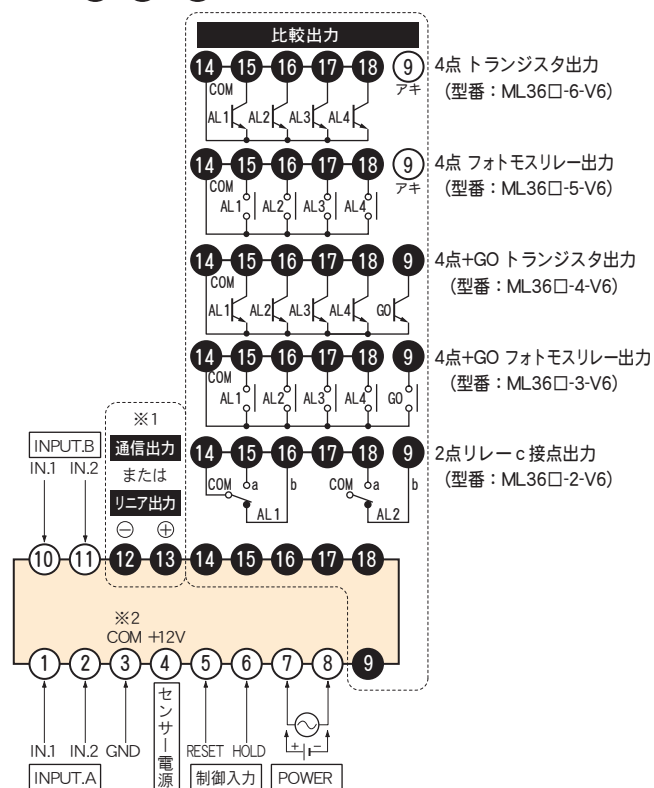 比較出力
14 15 16 17 18 9
COM アキ
AL1 AL2 AL3 AL4
4点 トランジスタ出力
(型番:ML36□-6-V6)
14 15 16 17 18 9
COM アキ
AL1 AL2 AL3 AL4
4点 フォトモスリレー出力
(型番:ML36□-5-V6)
14 15 16 17 18 9
COM
AL1 AL2 AL3 AL4 GO
4点+GO トランジスタ出力
(型番:ML36□-4-V6)
14 15 16 17 18 9
COM
AL1 AL2 AL3 AL4 GO
4点+GO フォトモスリレー出力
(型番:ML36□-3-V6)
14 15 16 17 18 9
COM a b COM a b
AL1 AL2
2点リレーc接点出力
(型番:ML36□-2-V6)
※1
INPUT.B
IN.1 IN.2
通信出力
または
リニア出力
⊖ ⊕
10 11 12 13 14 15 16 17 18
※2
COM +12V
1 2 3 4 5 6 7 8 9
センサー電源
+ −
IN.1 IN.2 GND RESET HOLD
INPUT.A 制御入力 POWER